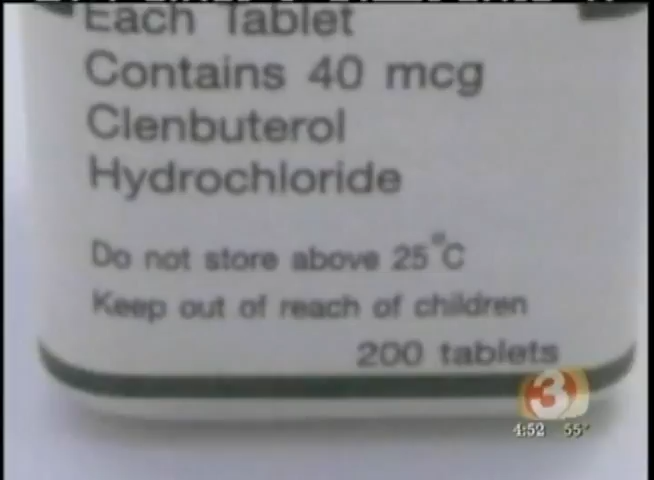 Each Tablet
Contains 40 mcg
Clenbuterol
Hydrochloride
Do not store above 25°C
Keep out of reach of children
200 tablets
3
4:52 55°